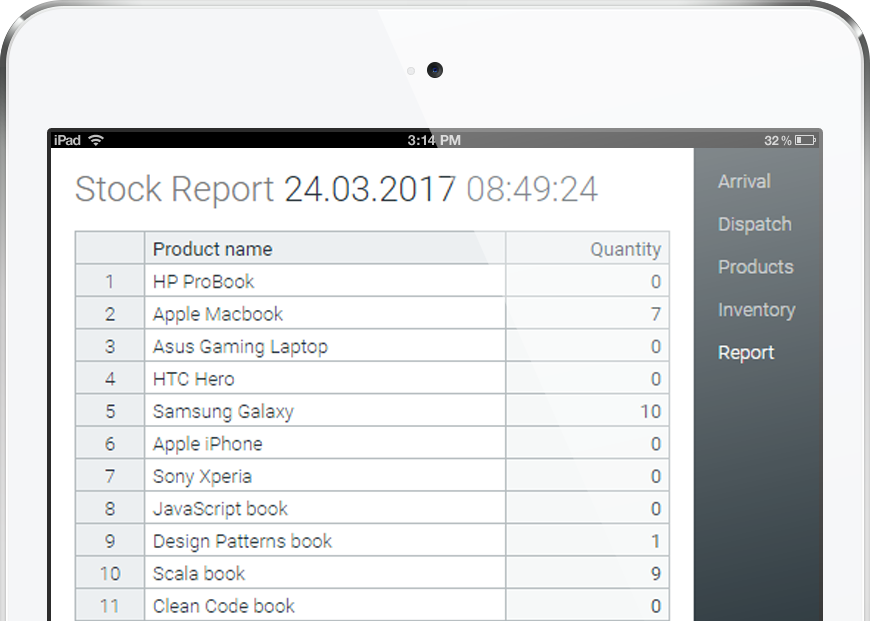 iPad 3:14 PM 32%
Stock Report 24.03.2017 08:49:24
Product name Quantity
1 HP ProBook 0
2 Apple Macbook 7
3 Asus Gaming Laptop 0
4 HTC Hero 0
5 Samsung Galaxy 10
6 Apple iPhone 0
7 Sony Xperia 0
8 JavaScript book 0
9 Design Patterns book 1
10 Scala book 9
11 Clean Code book 0
Arrival
Dispatch
Products
Inventory
Report